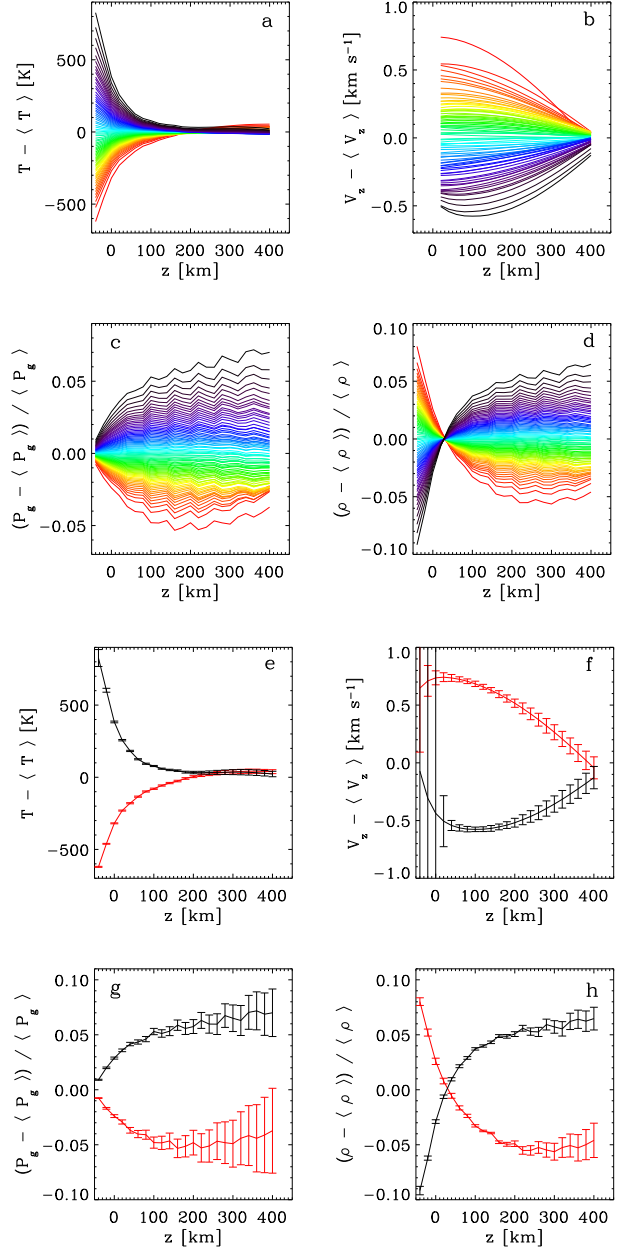 a
T − ⟨ T ⟩ [K]
500
0
−500
0 100 200 300 400
z [km]
b
V_z − ⟨ V_z ⟩ [km s⁻¹]
1.0
0.5
0.0
−0.5
0 100 200 300 400
z [km]
c
(P_g − ⟨ P_g ⟩) / ⟨ P_g ⟩
0.05
0.00
−0.05
0 100 200 300 400
z [km]
d
(ρ − ⟨ ρ ⟩) / ⟨ ρ ⟩
0.10
0.05
0.00
−0.05
−0.10
0 100 200 300 400
z [km]
e
T − ⟨ T ⟩ [K]
500
0
−500
0 100 200 300 400
z [km]
f
V_z − ⟨ V_z ⟩ [km s⁻¹]
1.0
0.5
0.0
−0.5
−1.0
0 100 200 300 400
z [km]
g
(P_g − ⟨ P_g ⟩) / ⟨ P_g ⟩
0.10
0.05
0.00
−0.05
−0.10
0 100 200 300 400
z [km]
h
(ρ − ⟨ ρ ⟩) / ⟨ ρ ⟩
0.10
0.05
0.00
−0.05
−0.10
0 100 200 300 400
z [km]